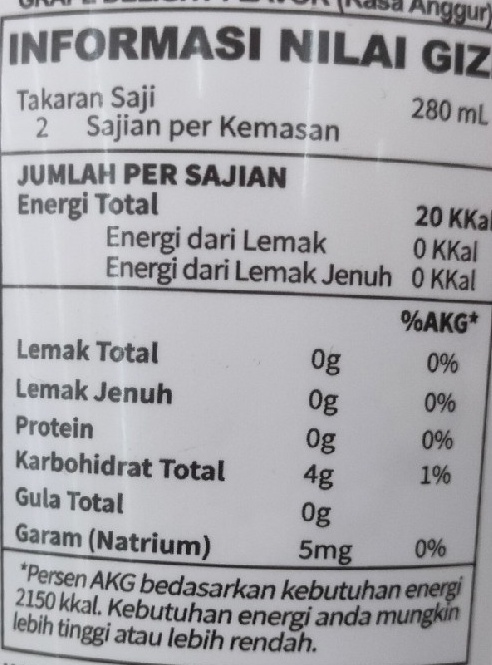 (Rasa Anggur)
INFORMASI NILAI GIZ
Takaran Saji 280 mL
2 Sajian per Kemasan
JUMLAH PER SAJIAN
Energi Total 20 KKal
Energi dari Lemak 0 KKal
Energi dari Lemak Jenuh 0 KKal
%AKG*
Lemak Total 0g 0%
Lemak Jenuh 0g 0%
Protein 0g 0%
Karbohidrat Total 4g 1%
Gula Total 0g
Garam (Natrium) 5mg 0%
*Persen AKG bedasarkan kebutuhan energi
2150 kkal. Kebutuhan energi anda mungkin
lebih tinggi atau lebih rendah.